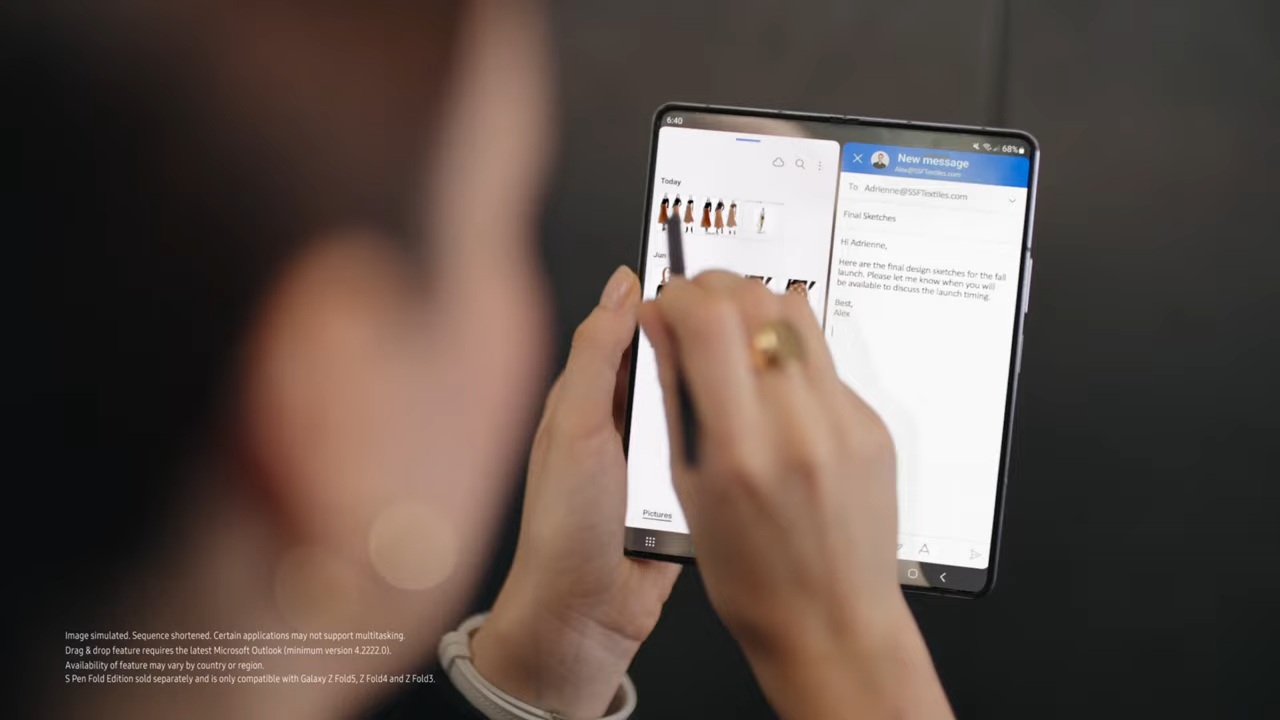 6:40
68%
Today
Jun
Pictures
New message
Alex@SSFTextiles.com
To Adrienne@SSFTextiles.com
Final Sketches
Hi Adrienne,
Here are the final design sketches for the fall
launch. Please let me know when you will
be available to discuss the launch timing.
Best,
Alex
Image simulated. Sequence shortened. Certain applications may not support multitasking.
Drag & drop feature requires the latest Microsoft Outlook (minimum version 4.2222.0).
Availability of feature may vary by country or region.
S Pen Fold Edition sold separately and is only compatible with Galaxy Z Fold5, Z Fold4 and Z Fold3.